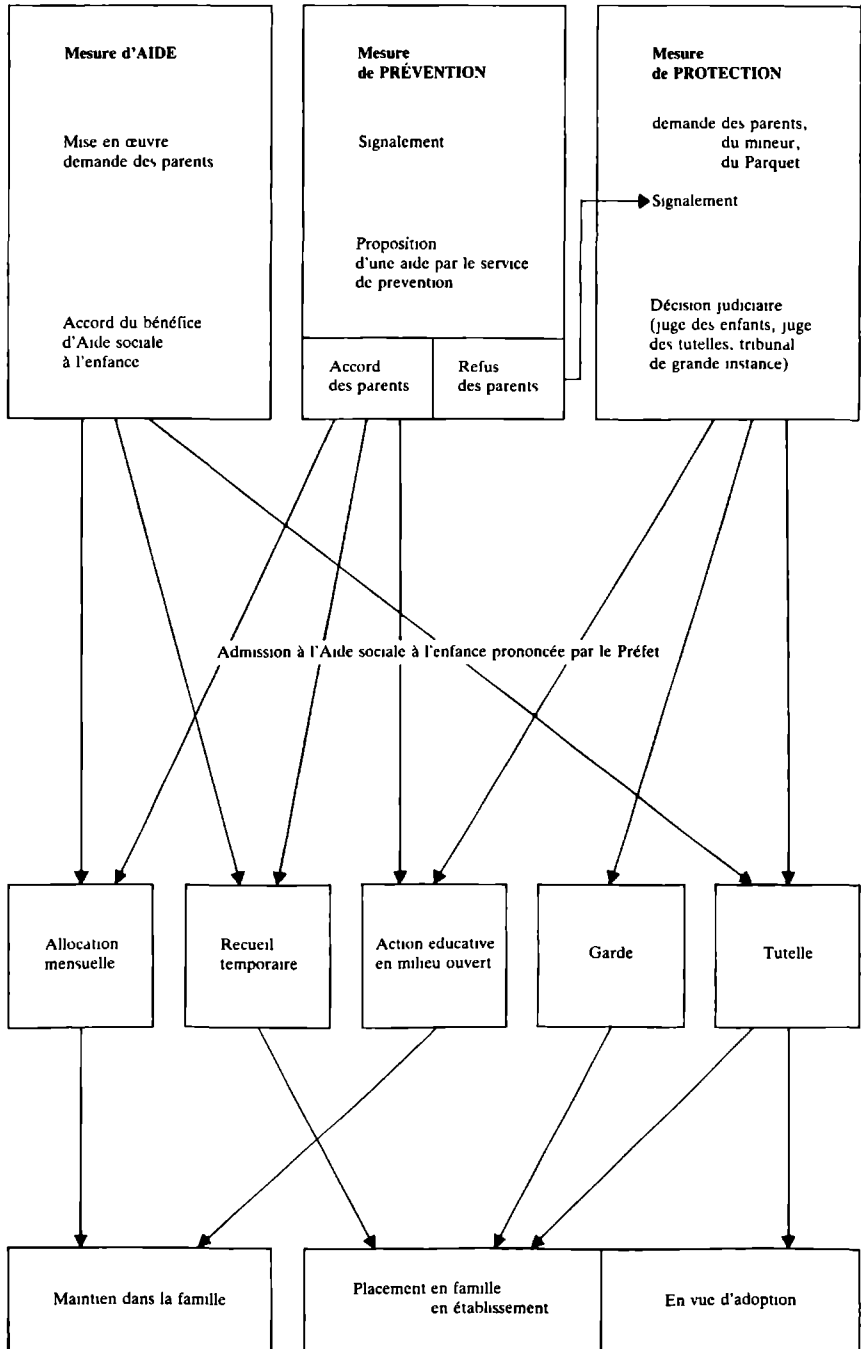 Mesure d'AIDE
Mise en œuvre
demande des parents
Accord du bénéfice
d'Aide sociale
à l'enfance
Mesure
de PRÉVENTION
Signalement
Proposition
d'une aide par le service
de prevention
Accord
des parents
Refus
des parents
Mesure
de PROTECTION
demande des parents,
du mineur,
du Parquet
Signalement
Décision judiciaire
(juge des enfants, juge
des tutelles, tribunal
de grande instance)
Admission à l'Aide sociale à l'enfance prononcée par le Préfet
Allocation
mensuelle
Recueil
temporaire
Action educative
en milieu ouvert
Garde
Tutelle
Maintien dans la famille
Placement en famille
en établissement
En vue d'adoption